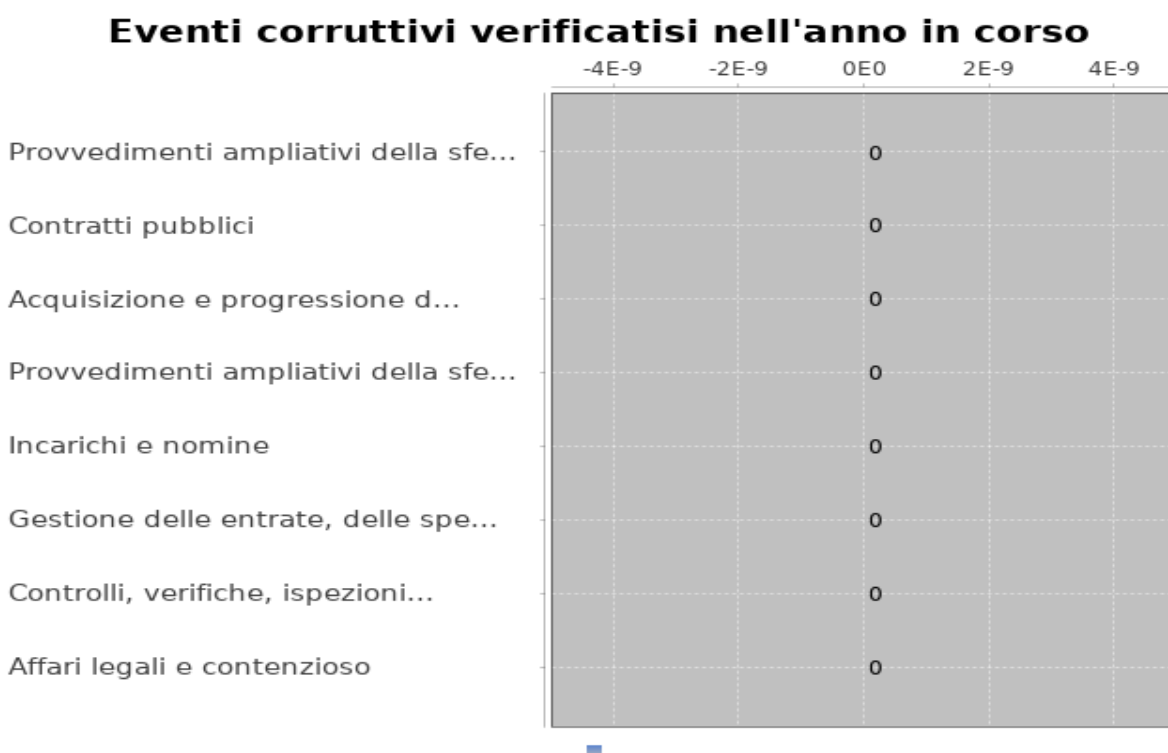 Eventi corruttivi verificatisi nell'anno in corso
-4E-9 -2E-9 0E0 2E-9 4E-9
Provvedimenti ampliativi della sfe... 0
Contratti pubblici 0
Acquisizione e progressione d... 0
Provvedimenti ampliativi della sfe... 0
Incarichi e nomine 0
Gestione delle entrate, delle spe... 0
Controlli, verifiche, ispezioni... 0
Affari legali e contenzioso 0